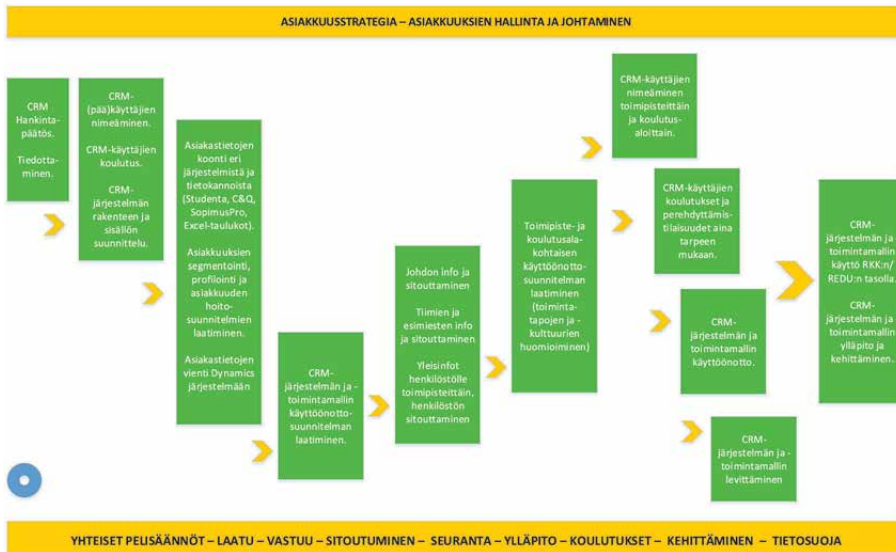 ASIAKKUUSSTRATEGIA – ASIAKKUUKSIEN HALLINTA JA JOHTAMINEN
CRM
Hankinta-
päätös.
Tiedotta-
minen.
CRM-
(pää)käyttäjien
nimeäminen.
CRM-käyttäjien
koulutus.
CRM-
järjestelmän
rakenteen ja
sisällön
suunnittelu.
Asiakastietojen
koonti eri
järjestelmistä ja
tietokannoista
(Studenta, C&Q,
SopimusPro,
Excel-taulukot).
Asiakkuuksien
segmentointi,
profilointi ja
asiakkuuden
hoito-
suunnitelmien
laatiminen.
Asiakastietojen
vienti Dynamics
järjestelmään
CRM-
järjestelmän ja -
toimintamallin
käyttöönotto-
suunnitelman
laatiminen.
Johdon info ja
sitouttaminen
Tiimien ja
esimiesten info
ja sitouttaminen
Yleisinfot
henkilöstölle
toimipisteittäin,
henkilöstön
sitouttaminen
Toimipiste- ja
koulutusala-
kohtaisen
käyttöönotto-
suunnitelman
laatiminen
(toiminta-
tapojen ja -
kulttuurien
huomioiminen)
CRM-käyttäjien
nimeäminen
toimipisteittäin
ja koulutus-
aloittain.
CRM-käyttäjien
koulutukset ja
perehdyttämis-
tilaisuudet aina
tarpeen
mukaan.
CRM-
järjestelmän ja
toimintamallin
käyttöönotto.
CRM-
järjestelmän ja -
toimintamallin
levittäminen
CRM-
järjestelmän ja -
toimintamallin
käyttö RKK:n/
REDU:n tasolla.
CRM-
järjestelmän ja -
toimintamallin
ylläpito ja
kehittäminen.
YHTEISET PELISÄÄNNÖT – LAATU – VASTUU – SITOUTUMINEN – SEURANTA – YLLÄPITO – KOULUTUKSET – KEHITTÄMINEN – TIETOSUOJA